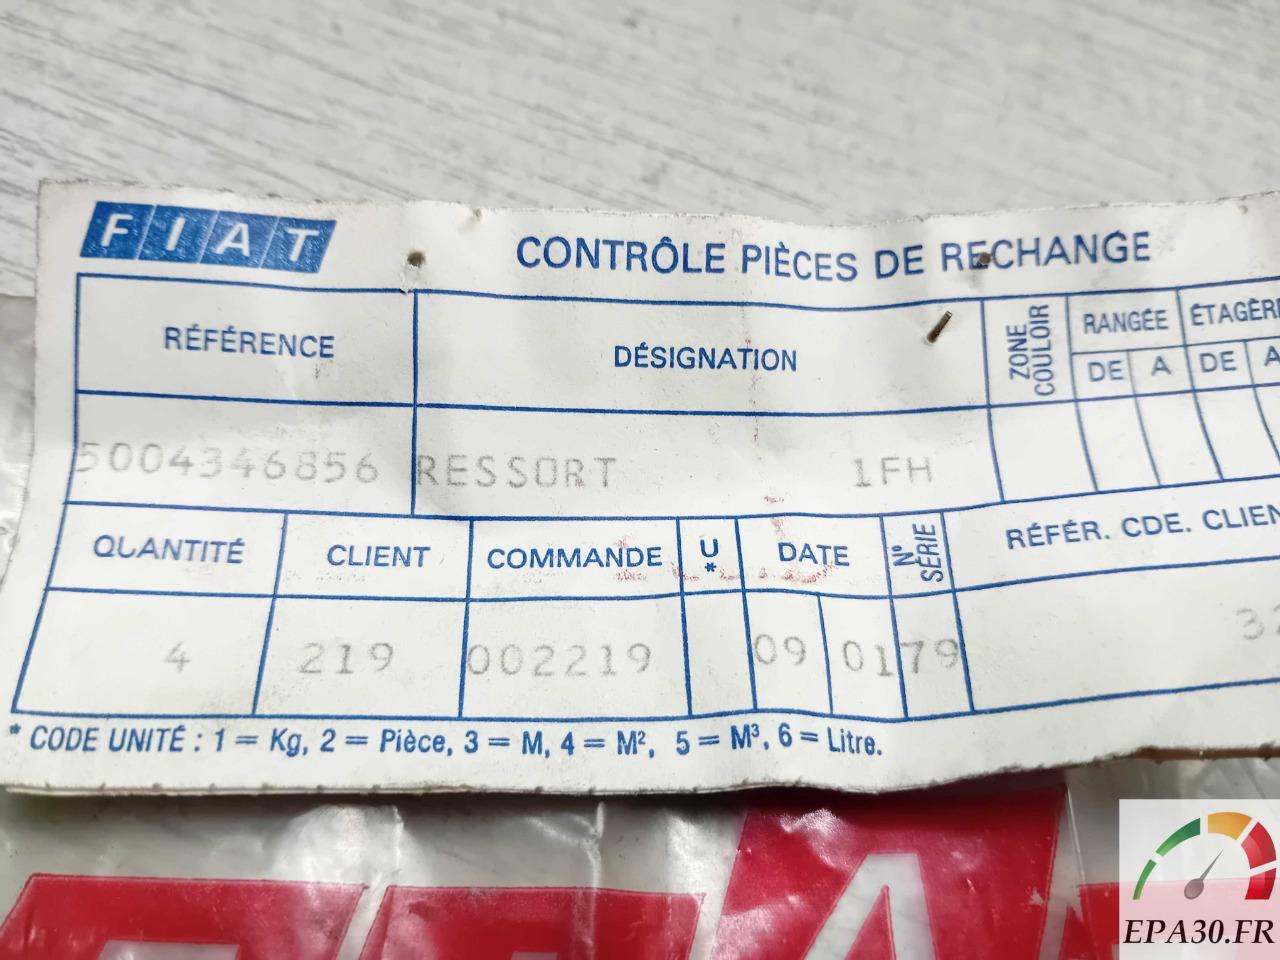 FIAT CONTRÔLE PIÈCES DE RECHANGE
RÉFÉRENCE DÉSIGNATION ZONE COULOIR RANGÉE
DE A DE A
5004346856 RESSORT 1FH
QUANTITÉ CLIENT COMMANDE U* DATE N° SÉRIE RÉFÉR. CDE.
4 219 002219 09 01 79
* CODE UNITÉ : 1 = Kg, 2 = Pièce, 3 = M, 4 = M², 5 = M³, 6 = Litre.
EPA30.FR